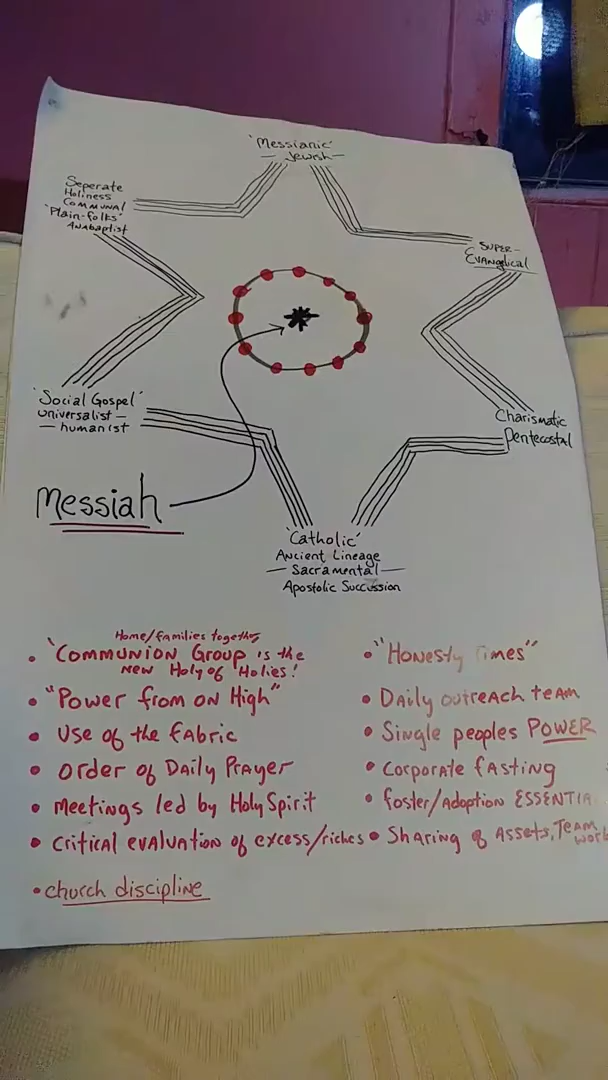 'Messianic'
— Jewish —
Seperate
Holiness
Communal
'Plain-folks'
Anabaptist
SUPER-
Evangelical
'Social Gospel'
universalist —
— humanist
Charismatic
Pentecostal
Messiah
'Catholic'
Ancient Lineage
— Sacramental —
Apostolic Succussion
Home/families together
• 'Communion Group is the
new Holy of Holies!
• "Power from on High"
• Use of the fabric
• Order of Daily Prayer
• Meetings led by Holy Spirit
• critical evaluation of excess/riches
• church discipline
• "Honesty Times"
• Daily outreach team
• Single peoples POWER
• corporate fasting
• foster/Adoption ESSENTIA
• Sharing of Assets, Team
work